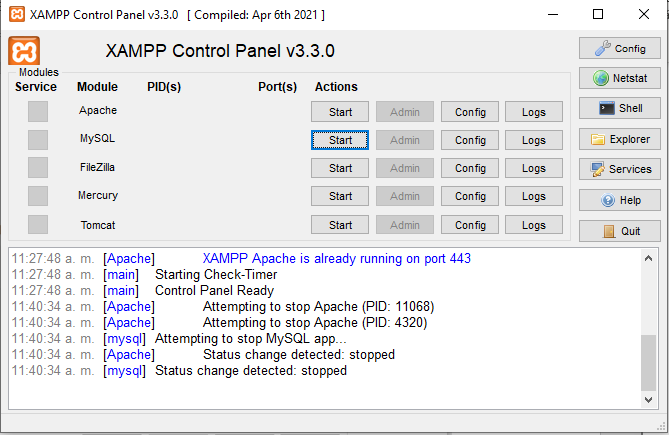 XAMPP Control Panel v3.3.0 [ Compiled: Apr 6th 2021 ]
XAMPP Control Panel v3.3.0
Config
Modules
Service Module PID(s) Port(s) Actions
Netstat
Apache Start Admin Config Logs
Shell
MySQL Start Admin Config Logs
Explorer
FileZilla Start Admin Config Logs
Services
Mercury Start Admin Config Logs
Help
Tomcat Start Admin Config Logs
Quit
11:27:48 a. m. [Apache] XAMPP Apache is already running on port 443
11:27:48 a. m. [main] Starting Check-Timer
11:27:48 a. m. [main] Control Panel Ready
11:40:34 a. m. [Apache] Attempting to stop Apache (PID: 11068)
11:40:34 a. m. [Apache] Attempting to stop Apache (PID: 4320)
11:40:34 a. m. [mysql] Attempting to stop MySQL app...
11:40:34 a. m. [Apache] Status change detected: stopped
11:40:34 a. m. [mysql] Status change detected: stopped